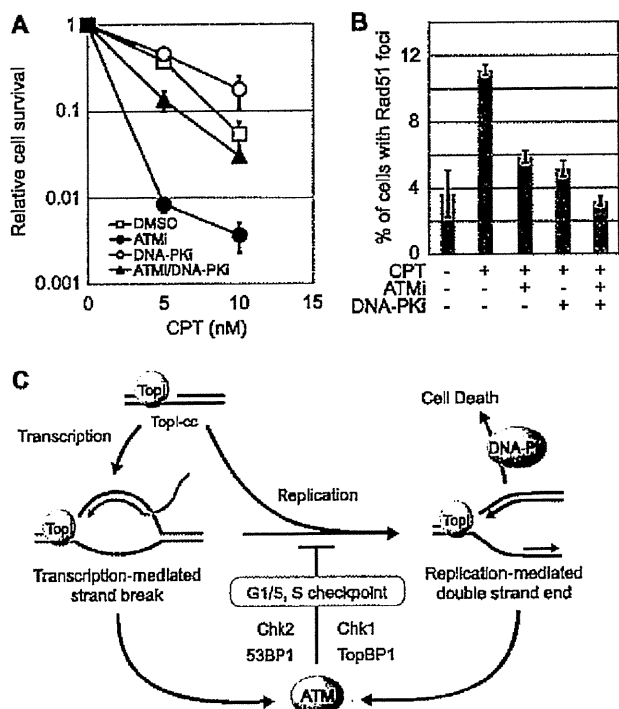 A
Relative cell survival
1
0.1
0.01
0.001
DMSO
ATMi
DNA-PKi
ATMi/DNA-PKi
0 5 10 15
CPT (nM)
B
% of cells with Rad51 foci
12
8
4
0
CPT - + + + +
ATMi - - + - +
DNA-PKi - - - + +
C
TopI
TopI-cc
Transcription
Replication
Cell Death
DNA-P
Top
Top
Transcription-mediated
strand break
Replication-mediated
double strand end
G1/S, S checkpoint
Chk2 Chk1
53BP1 TopBP1
ATM